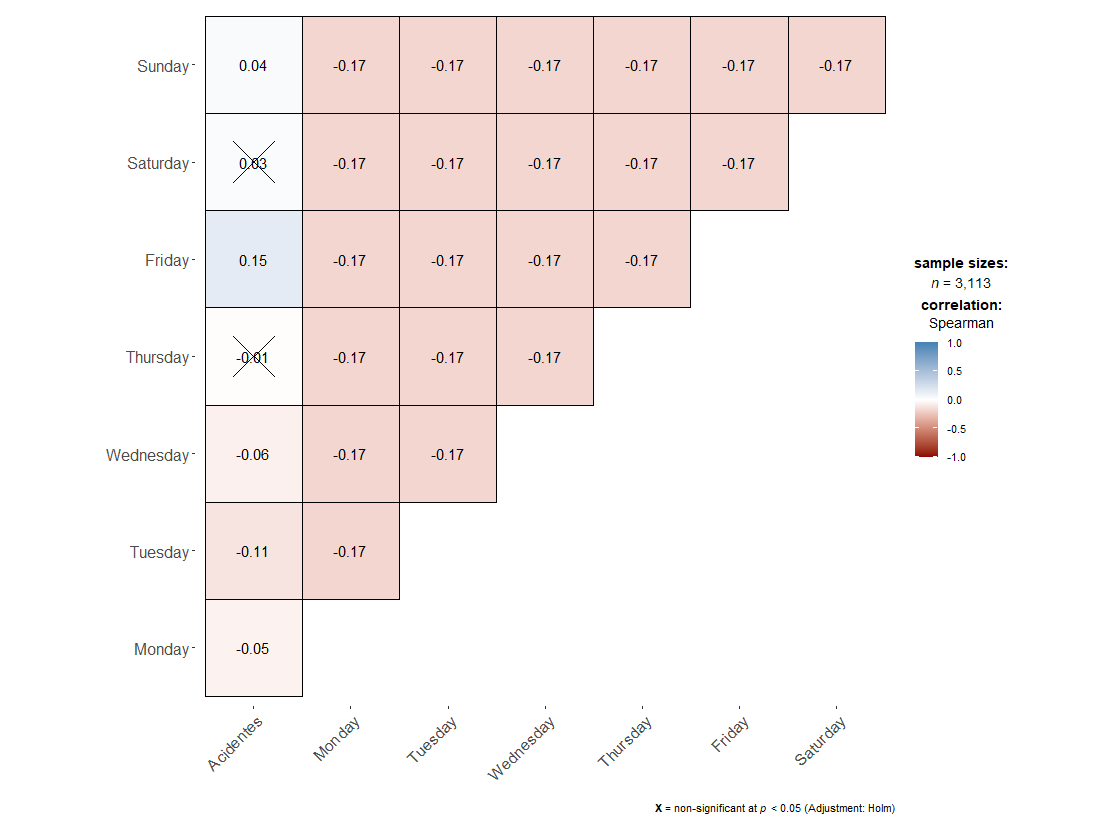 Sunday 0.04 -0.17 -0.17 -0.17 -0.17 -0.17 -0.17
Saturday 0.03 -0.17 -0.17 -0.17 -0.17 -0.17
Friday 0.15 -0.17 -0.17 -0.17 -0.17
Thursday -0.01 -0.17 -0.17 -0.17
Wednesday -0.06 -0.17 -0.17
Tuesday -0.11 -0.17
Monday -0.05
Acidentes Monday Tuesday Wednesday Thursday Friday Saturday
sample sizes:
n = 3,113
correlation:
Spearman
1.0
0.5
0.0
-0.5
-1.0
X = non-significant at p < 0.05 (Adjustment: Holm)